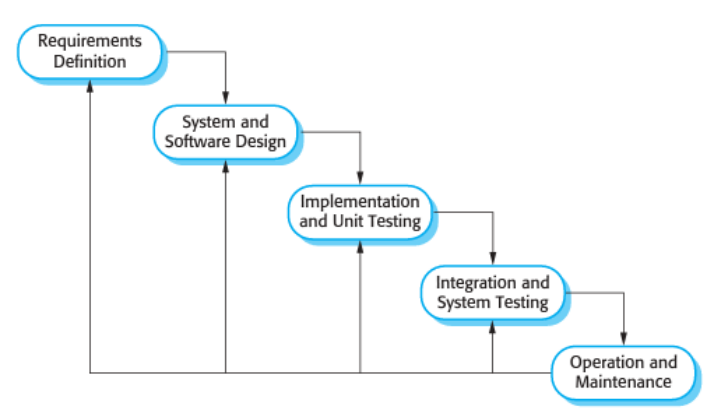 Requirements
Definition
System and
Software Design
Implementation
and Unit Testing
Integration and
System Testing
Operation and
Maintenance